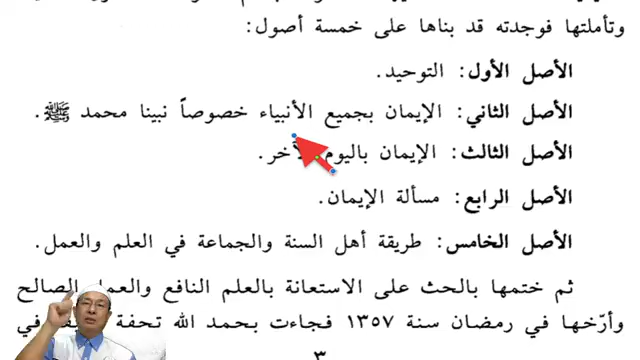 وتأملتها فوجدته قد بناها على خمسة أصول:
الأصل الأول: التوحيد.
الأصل الثاني: الإيمان بجميع الأنبياء خصوصاً نبينا محمد ﷺ.
الأصل الثالث: الإيمان باليوم الآخر.
الأصل الرابع: مسألة الإيمان.
الأصل الخامس: طريقة أهل السنة والجماعة في العلم والعمل.
ثم ختمها بالحث على الاستعانة بالعلم النافع والعمل الصالح
وأرّخها في رمضان سنة ١٣٥٧ فجاءت بحمد الله تحفة في
٣